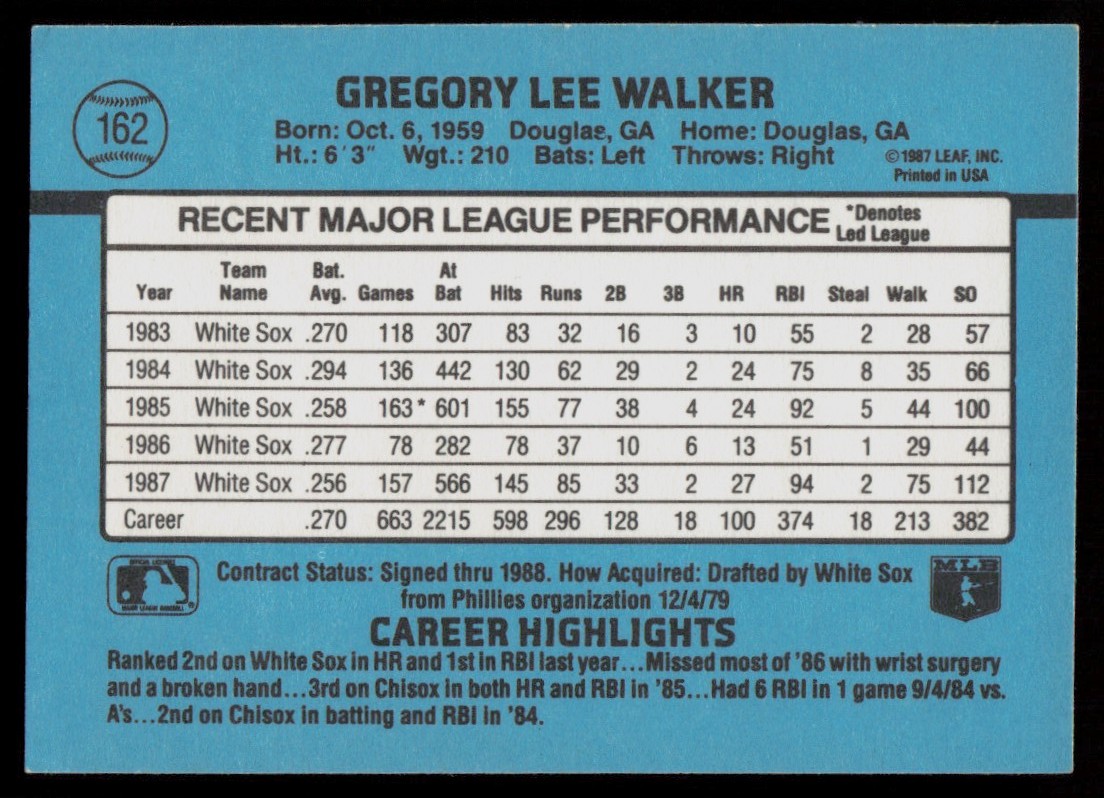 GREGORY LEE WALKER
162
Born: Oct. 6, 1959 Douglas, GA Home: Douglas, GA
Ht.: 6'3" Wgt.: 210 Bats: Left Throws: Right
©1987 LEAF, INC.
Printed in USA
RECENT MAJOR LEAGUE PERFORMANCE *Denotes Led League
Year Team Name Bat. Avg. Games At Bat Hits Runs 2B 3B HR RBI Steal Walk SO
1983 White Sox .270 118 307 83 32 16 3 10 55 2 28 57
1984 White Sox .294 136 442 130 62 29 2 24 75 8 35 66
1985 White Sox .258 163* 601 155 77 38 4 24 92 5 44 100
1986 White Sox .277 78 282 78 37 10 6 13 51 1 29 44
1987 White Sox .256 157 566 145 85 33 2 27 94 2 75 112
Career .270 663 2215 598 296 128 18 100 374 18 213 382
Contract Status: Signed thru 1988. How Acquired: Drafted by White Sox
from Phillies organization 12/4/79
MLB
MAJOR LEAGUE BASEBALL ®
CAREER HIGHLIGHTS
Ranked 2nd on White Sox in HR and 1st in RBI last year...Missed most of '86 with wrist surgery
and a broken hand...3rd on Chisox in both HR and RBI in '85...Had 6 RBI in 1 game 9/4/84 vs.
A's...2nd on Chisox in batting and RBI in '84.